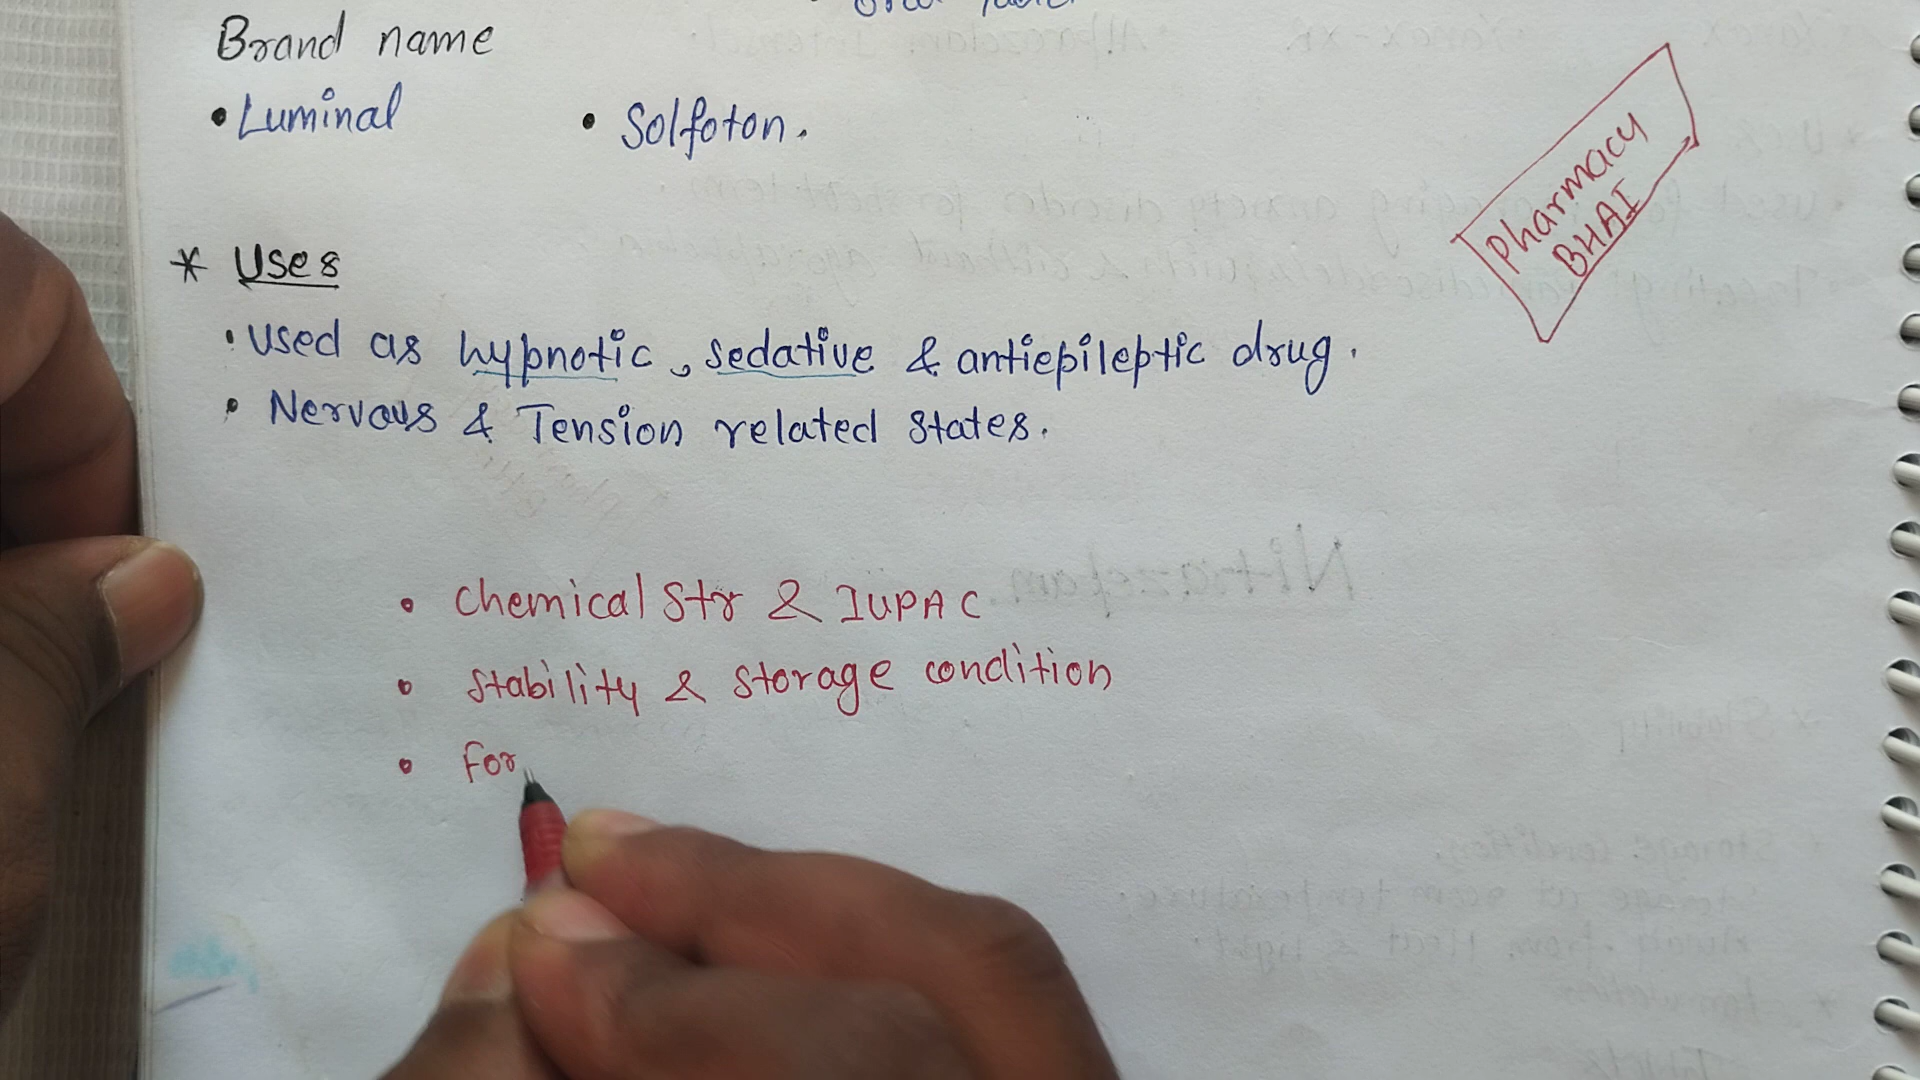 Brand name
• Luminal • Solfoton.
Pharmacy
BHAI
* Uses
• Used as hypnotic, sedative & antiepileptic drug.
• Nervous & Tension related states.
Nitrazepam
• Chemical Str & IUPAC
• Stability & Storage condition
• For